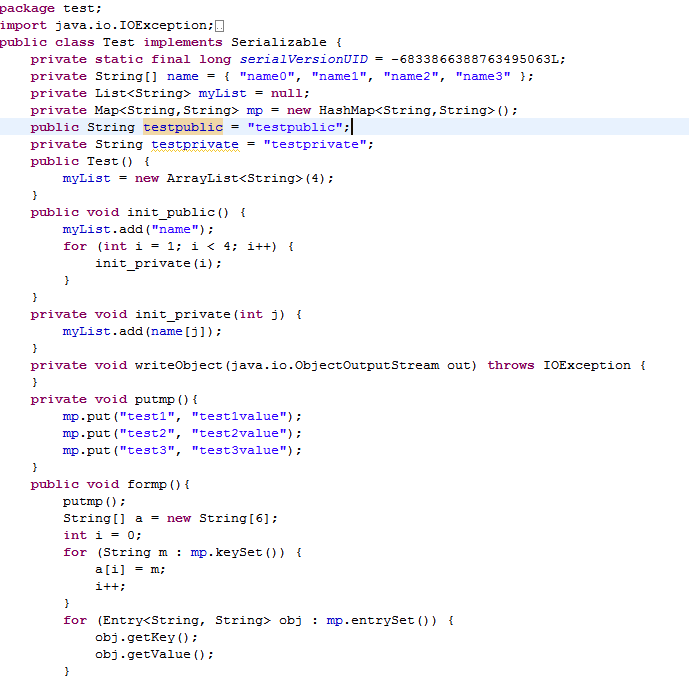 package test;
import java.io.IOException;
public class Test implements Serializable {
    private static final long serialVersionUID = -6833866388763495063L;
    private String[] name = { "name0", "name1", "name2", "name3" };
    private List<String> myList = null;
    private Map<String,String> mp = new HashMap<String,String>();
    public String testpublic = "testpublic";
    private String testprivate = "testprivate";
    public Test() {
        myList = new ArrayList<String>(4);
    }
    public void init_public() {
        myList.add("name");
        for (int i = 1; i < 4; i++) {
            init_private(i);
        }
    }
    private void init_private(int j) {
        myList.add(name[j]);
    }
    private void writeObject(java.io.ObjectOutputStream out) throws IOException {
    }
    private void putmp(){
        mp.put("test1", "test1value");
        mp.put("test2", "test2value");
        mp.put("test3", "test3value");
    }
    public void formp(){
        putmp();
        String[] a = new String[6];
        int i = 0;
        for (String m : mp.keySet()) {
            a[i] = m;
            i++;
        }
        for (Entry<String, String> obj : mp.entrySet()) {
            obj.getKey();
            obj.getValue();
        }